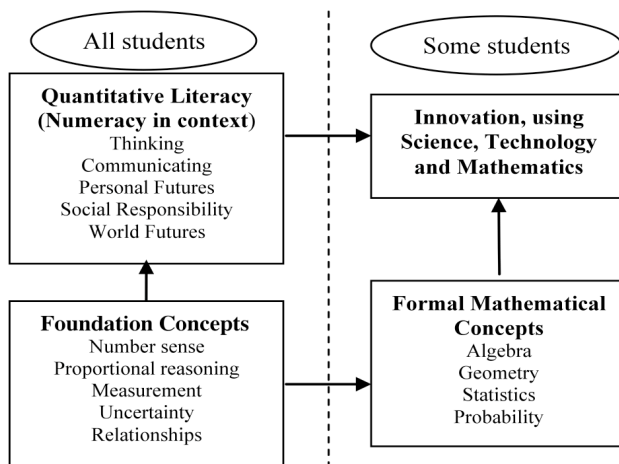 All students
Some students
Quantitative Literacy
(Numeracy in context)
Thinking
Communicating
Personal Futures
Social Responsibility
World Futures
Innovation, using
Science, Technology
and Mathematics
Foundation Concepts
Number sense
Proportional reasoning
Measurement
Uncertainty
Relationships
Formal Mathematical
Concepts
Algebra
Geometry
Statistics
Probability